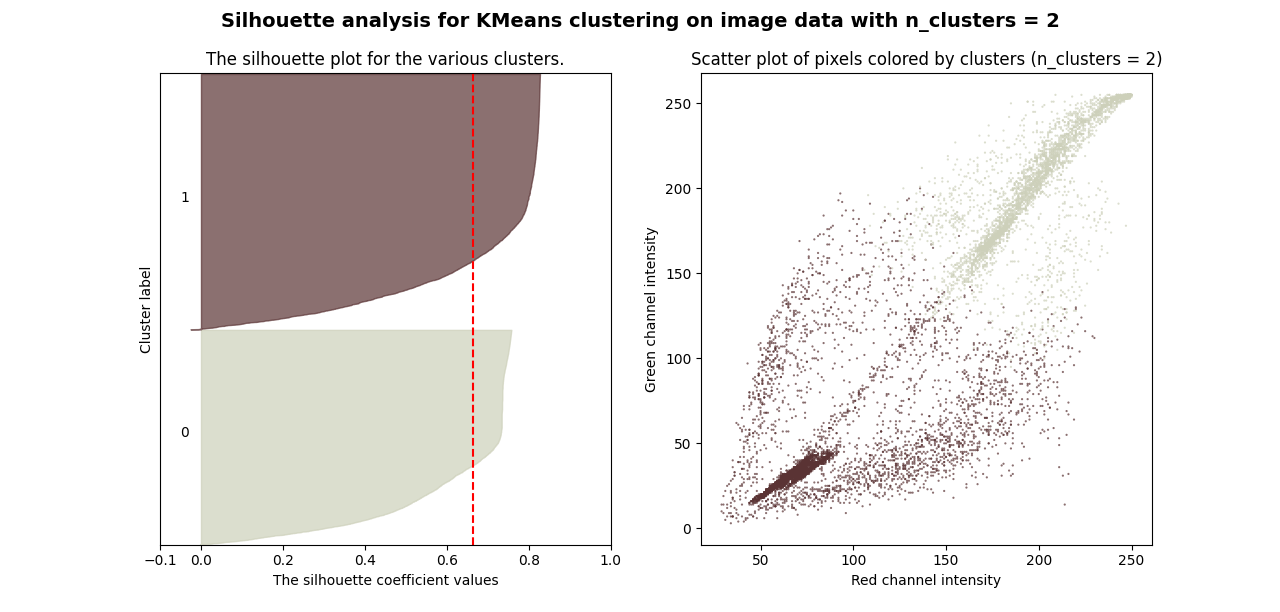 Silhouette analysis for KMeans clustering on image data with n_clusters = 2
The silhouette plot for the various clusters.
Cluster label
1
0
−0.1 0.0 0.2 0.4 0.6 0.8 1.0
The silhouette coefficient values
Scatter plot of pixels colored by clusters (n_clusters = 2)
Green channel intensity
250
200
150
100
50
0
50 100 150 200 250
Red channel intensity